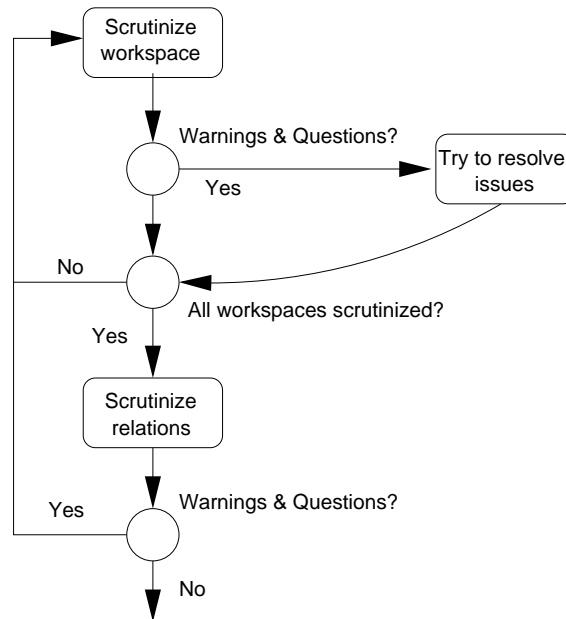 Scrutinize
workspace
Warnings & Questions?
Yes
Try to resolve
issues
No
All workspaces scrutinized?
Yes
Scrutinize
relations
Warnings & Questions?
Yes
No